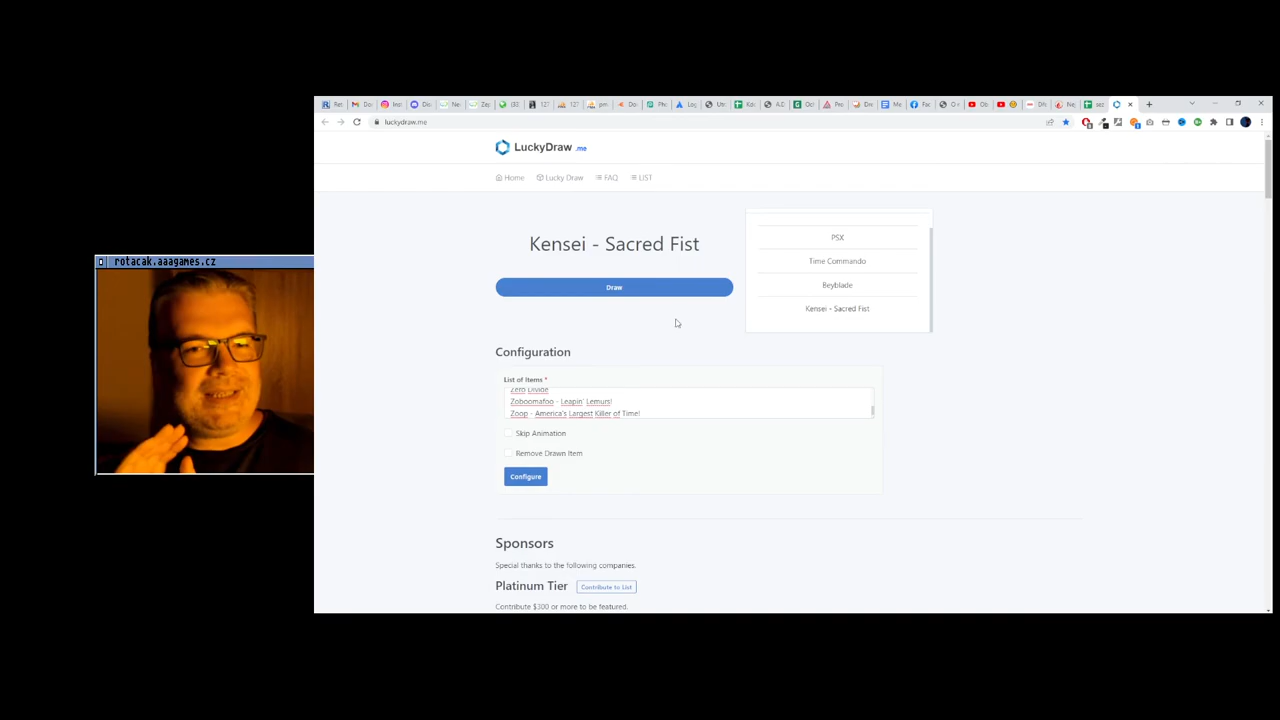 luckydraw.me
LuckyDraw .me
Home Lucky Draw FAQ LIST
Kensei - Sacred Fist
Draw
PSX
Time Commando
Beyblade
Kensei - Sacred Fist
rotacak.aaagames.cz
Configuration
List of Items *
Zero Divide
Zoboomafoo - Leapin' Lemurs!
Zoop - America's Largest Killer of Time!
Skip Animation
Remove Drawn Item
Configure
Sponsors
Special thanks to the following companies.
Platinum Tier Contribute to List
Contribute $300 or more to be featured.